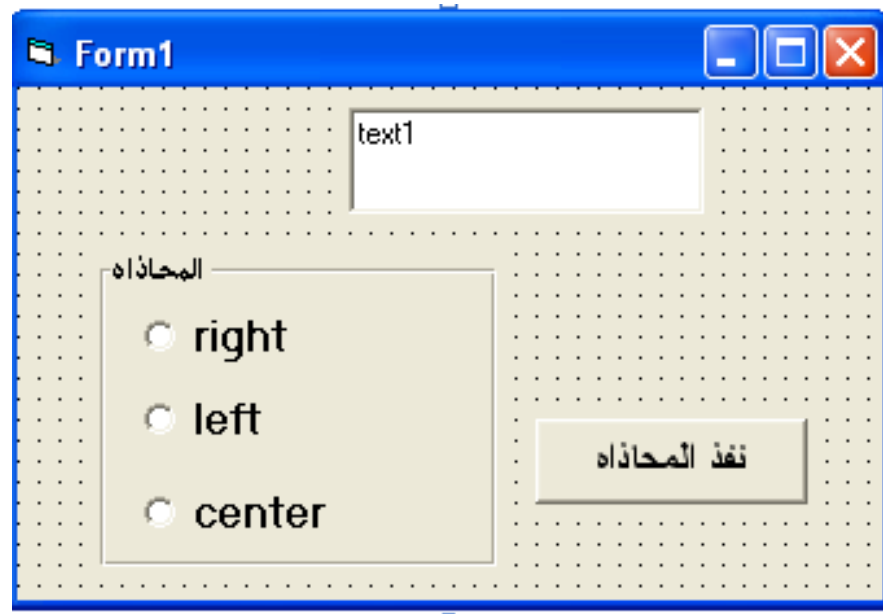 Form1
text1
المحاذاه
right
left
center
نفذ المحاذاه